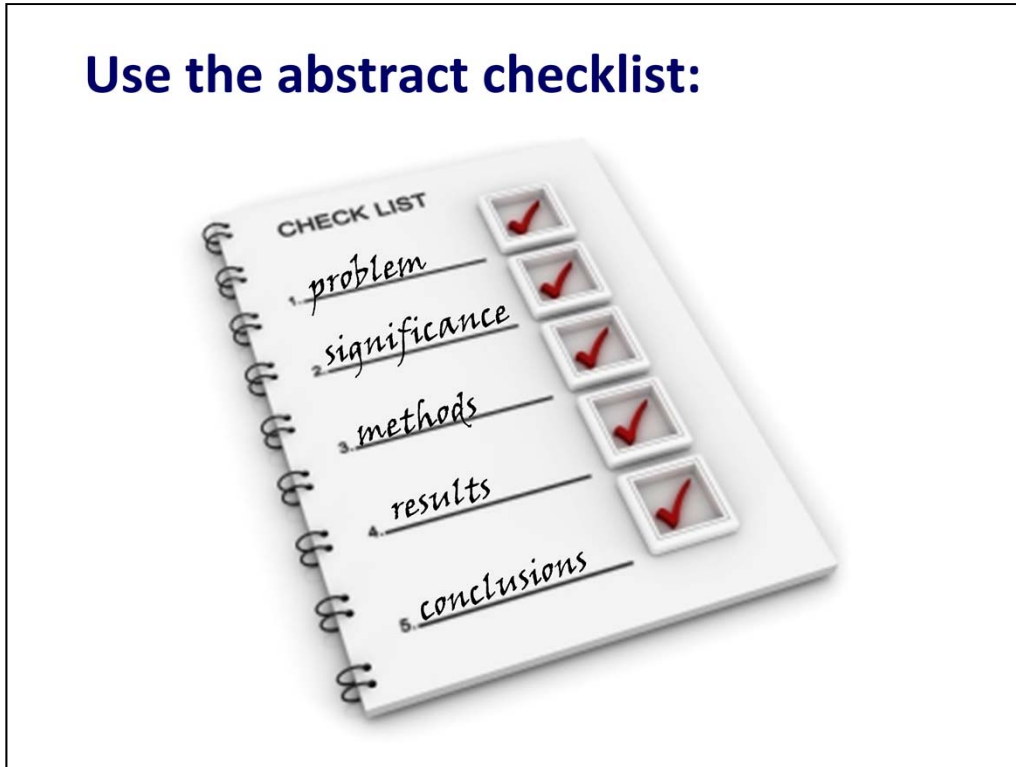 Use the abstract checklist:
CHECK LIST
1. problem
2. significance
3. methods
4. results
5. conclusions